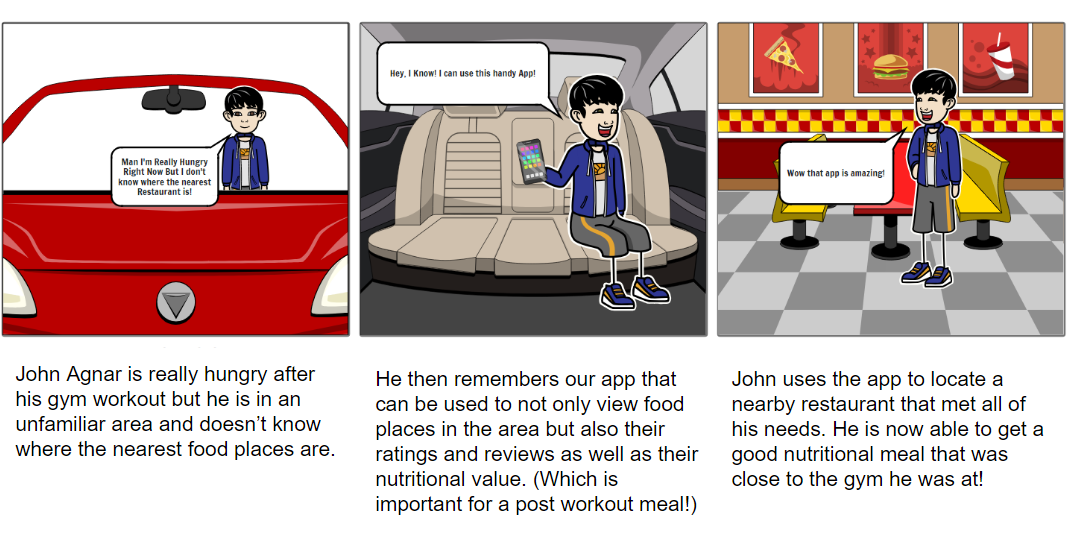 Man I'm Really Hungry
Right Now But I don't
know where the nearest
Restaurant is!
Hey, I Know! I can use this handy App!
Wow that app is amazing!
John Agnar is really hungry after
his gym workout but he is in an
unfamiliar area and doesn’t know
where the nearest food places are.
He then remembers our app that
can be used to not only view food
places in the area but also their
ratings and reviews as well as their
nutritional value. (Which is
important for a post workout meal!)
John uses the app to locate a
nearby restaurant that met all of
his needs. He is now able to get a
good nutritional meal that was
close to the gym he was at!